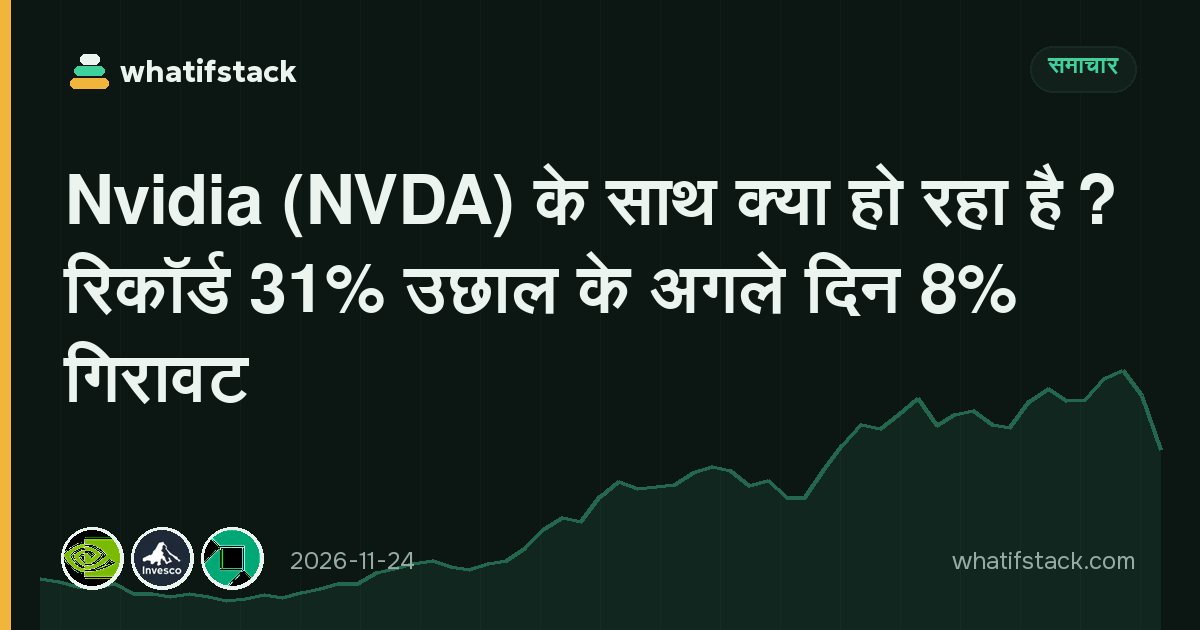 whatifstack
समाचार
Nvidia (NVDA) के साथ क्या हो रहा है ?
रिकॉर्ड 31% उछाल के अगले दिन 8%
गिरावट
Invesco
2026-11-24
whatifstack.com